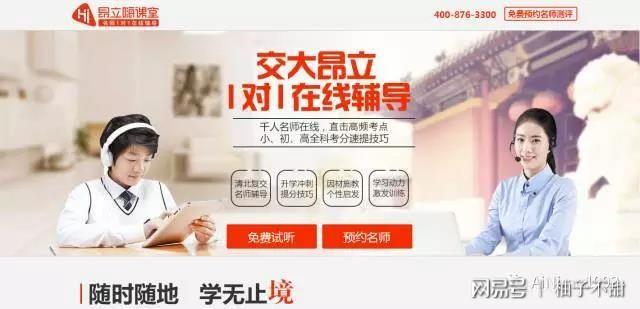 Hi 昂立嗨课堂
名师1对1在线辅导
400-876-3300
免费预约名师测评
交大昂立
1对1在线辅导
千人名师在线，直击高频考点
小、初、高全科考分速提技巧
清北复交
名师辅导
升学冲刺
提分技巧
因材施教
个性启发
学习动力
激发训练
免费试听
预约名师
随时随地 学无止境
网易号 | 柚子不甜